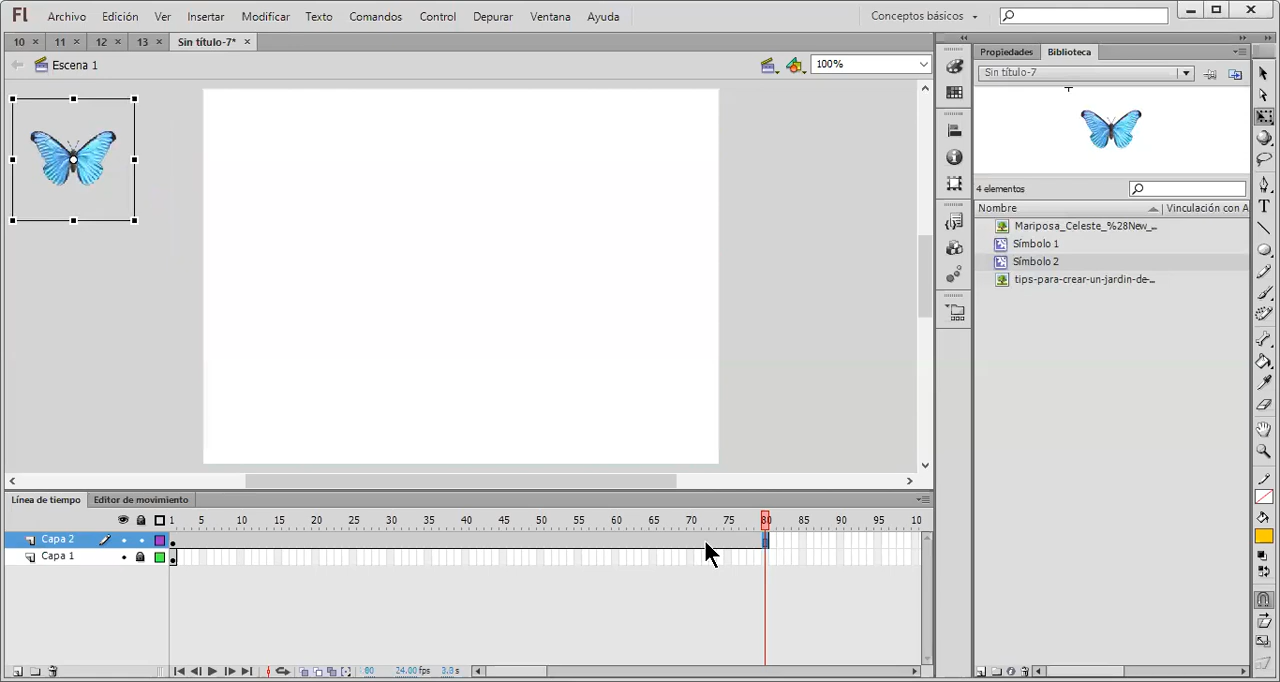 Fl Archivo Edición Ver Insertar Modificar Texto Comandos Control Depurar Ventana Ayuda Conceptos básicos
10 × 11 × 12 × 13 × Sin título-7* ×
Escena 1 100%
Propiedades Biblioteca
Sin título-7
4 elementos
Nombre Vinculación con A
Mariposa_Celeste_%28New_...
Símbolo 1
Símbolo 2
tips-para-crear-un-jardin-de-...
Línea de tiempo Editor de movimiento
1 5 10 15 20 25 30 35 40 45 50 55 60 65 70 75 80 85 90 95 10
Capa 2
Capa 1
80 24.00 fps 3.3 s